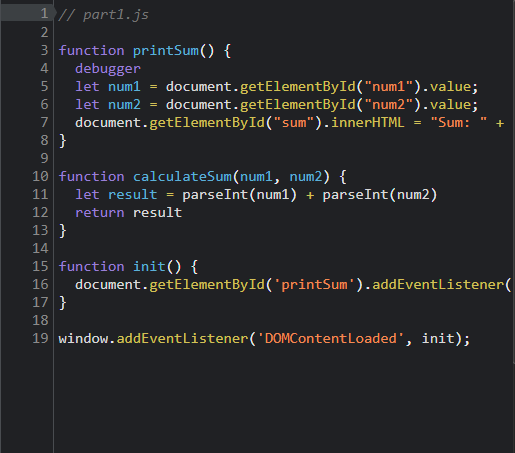 1 // part1.js
2
3 function printSum() {
4   debugger
5   let num1 = document.getElementById("num1").value;
6   let num2 = document.getElementById("num2").value;
7   document.getElementById("sum").innerHTML = "Sum: " +
8 }
9
10 function calculateSum(num1, num2) {
11   let result = parseInt(num1) + parseInt(num2)
12   return result
13 }
14
15 function init() {
16   document.getElementById('printSum').addEventListener(
17 }
18
19 window.addEventListener('DOMContentLoaded', init);